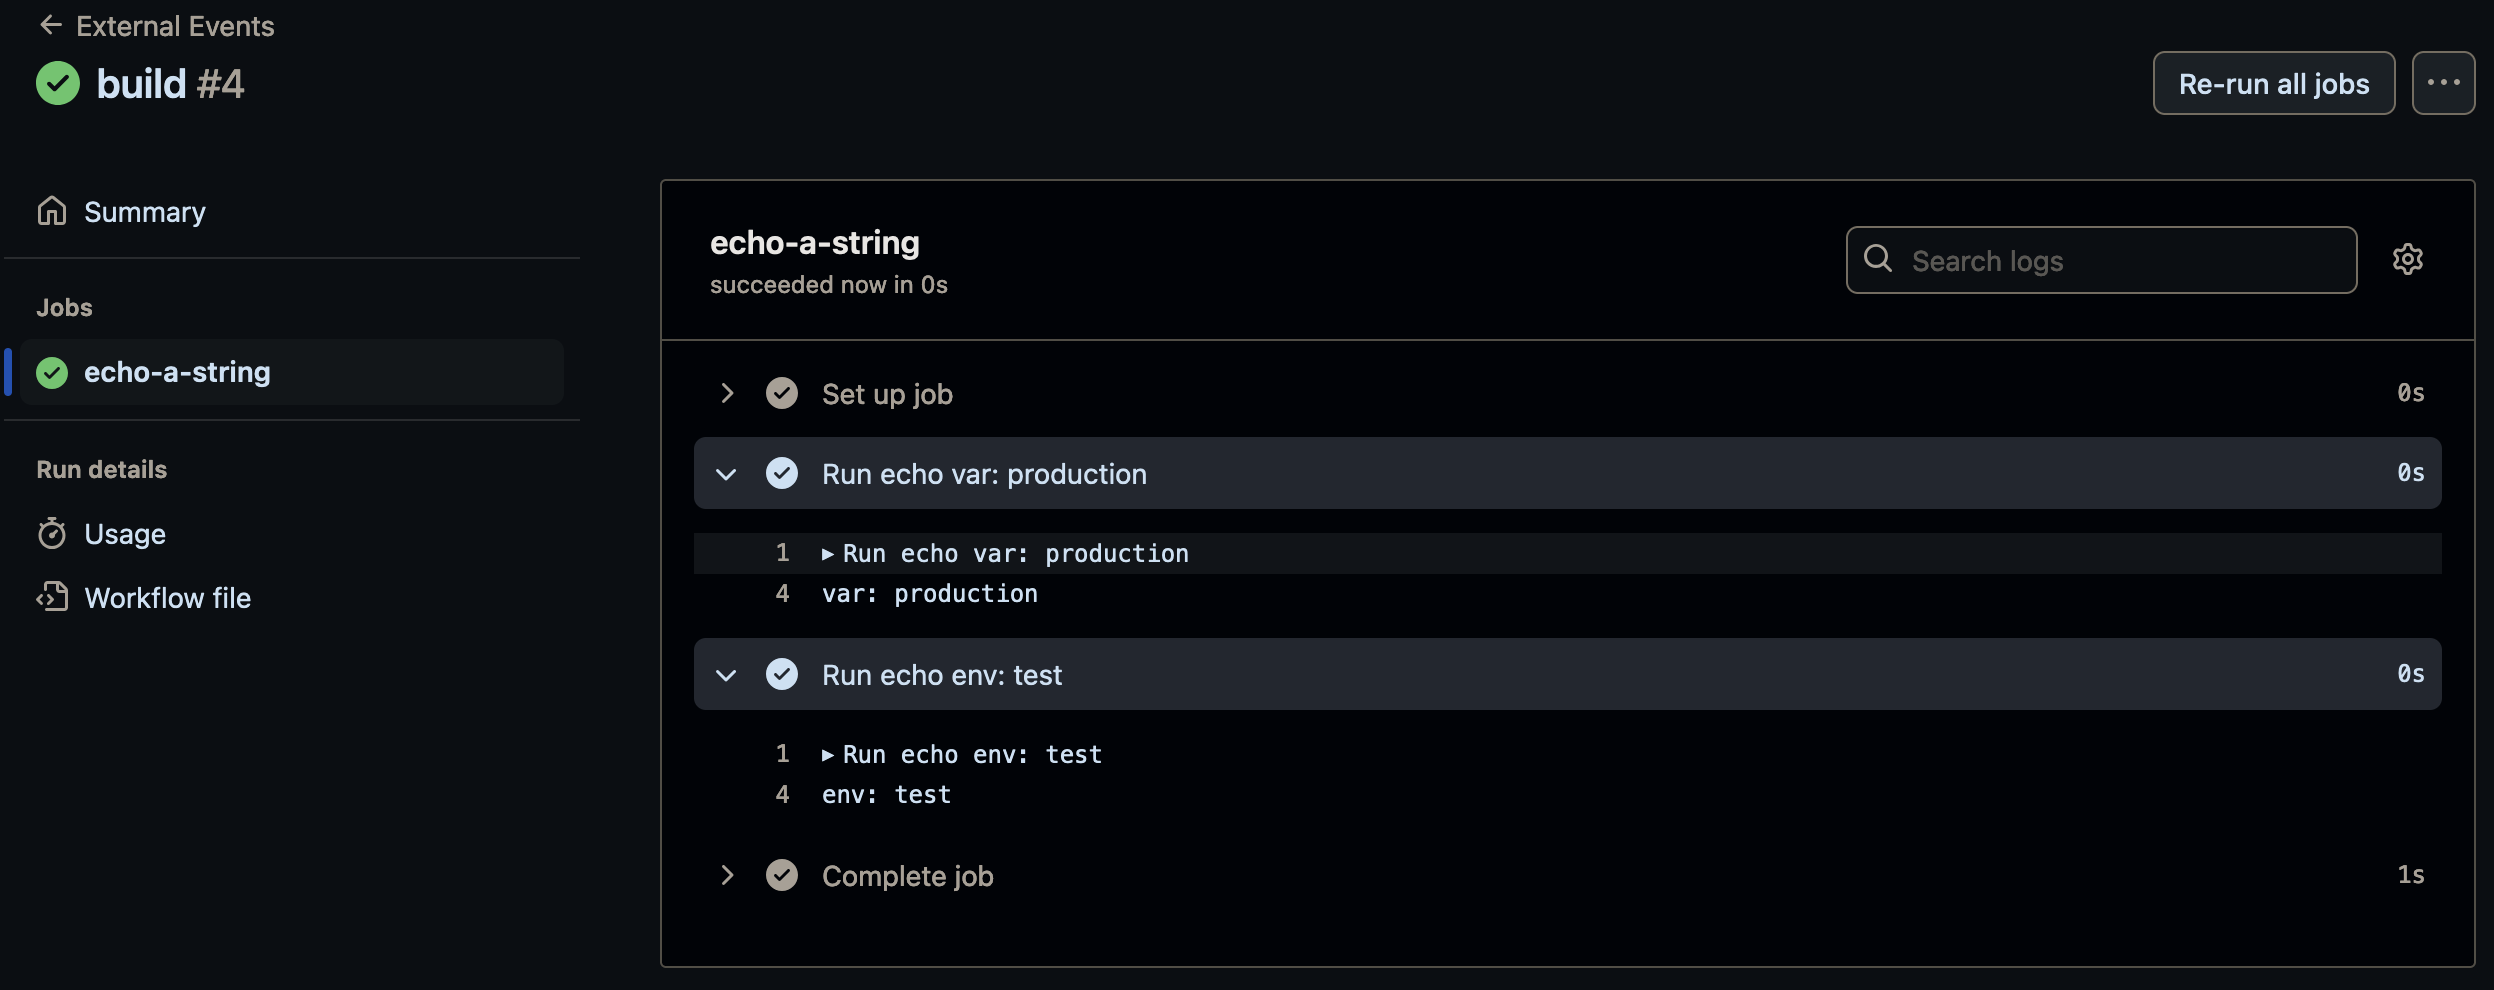 External Events
build #4
Re-run all jobs
Summary
Jobs
echo-a-string
Run details
Usage
Workflow file
echo-a-string
succeeded now in 0s
Search logs
Set up job 0s
Run echo var: production 0s
1 Run echo var: production
4 var: production
Run echo env: test 0s
1 Run echo env: test
4 env: test
Complete job 1s